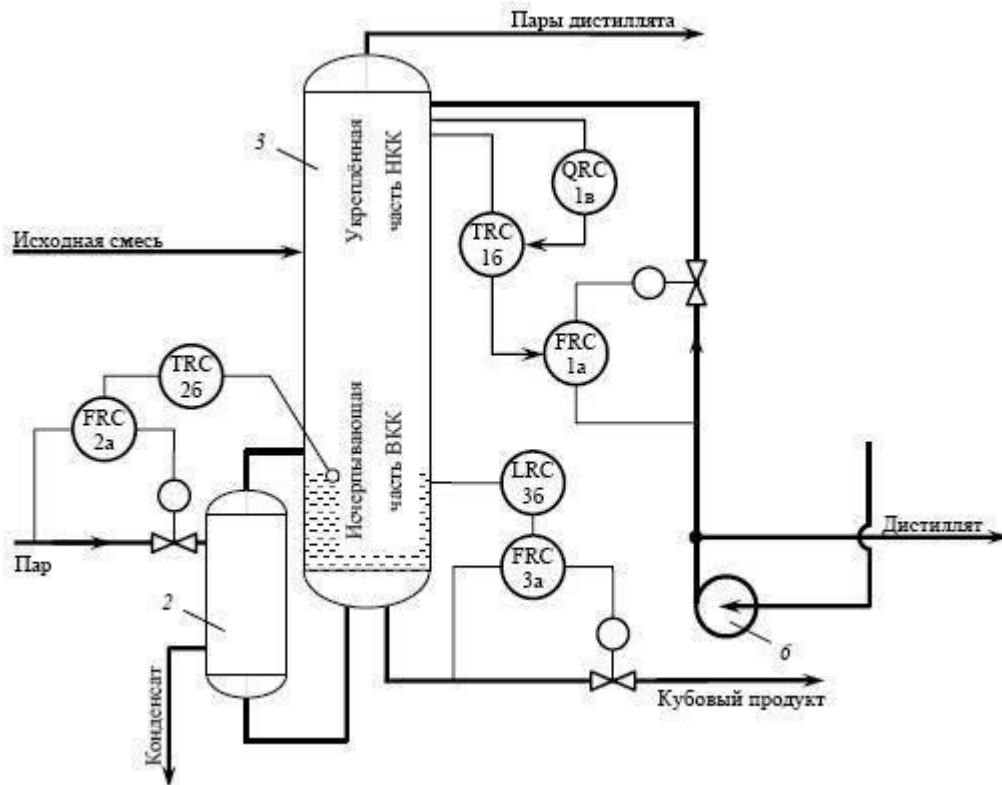 Пары дистиллята
3
Укреплённая
часть НКК
QRC
1в
TRC
1б
Исходная смесь
FRC
1а
TRC
2б
FRC
2а
Исчерпывающая
часть ВКК
LRC
3б
Дистиллят
Пар
FRC
3а
2
6
Кубовый продукт
Конденсат